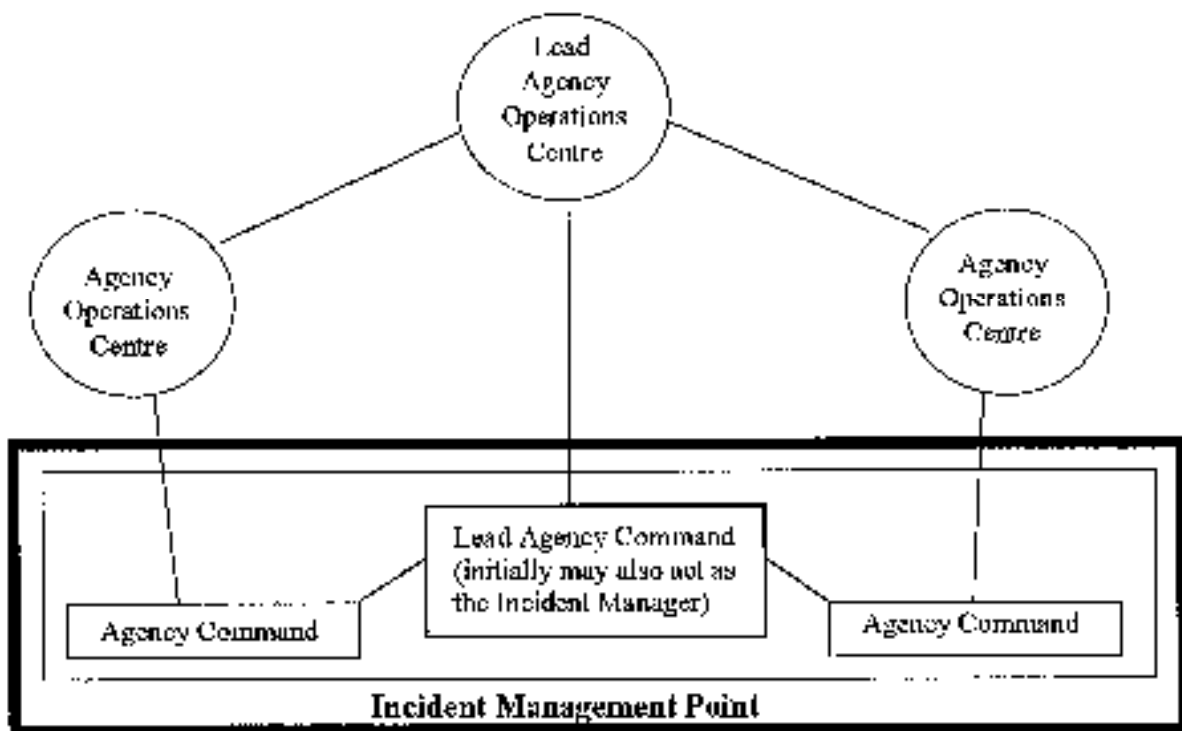 Lead
Agency
Operations
Centre
Agency
Operations
Centre
Agency
Operations
Centre
Lead Agency Command
(initially may also act as
the Incident Manager)
Agency Command
Agency Command
Incident Management Point